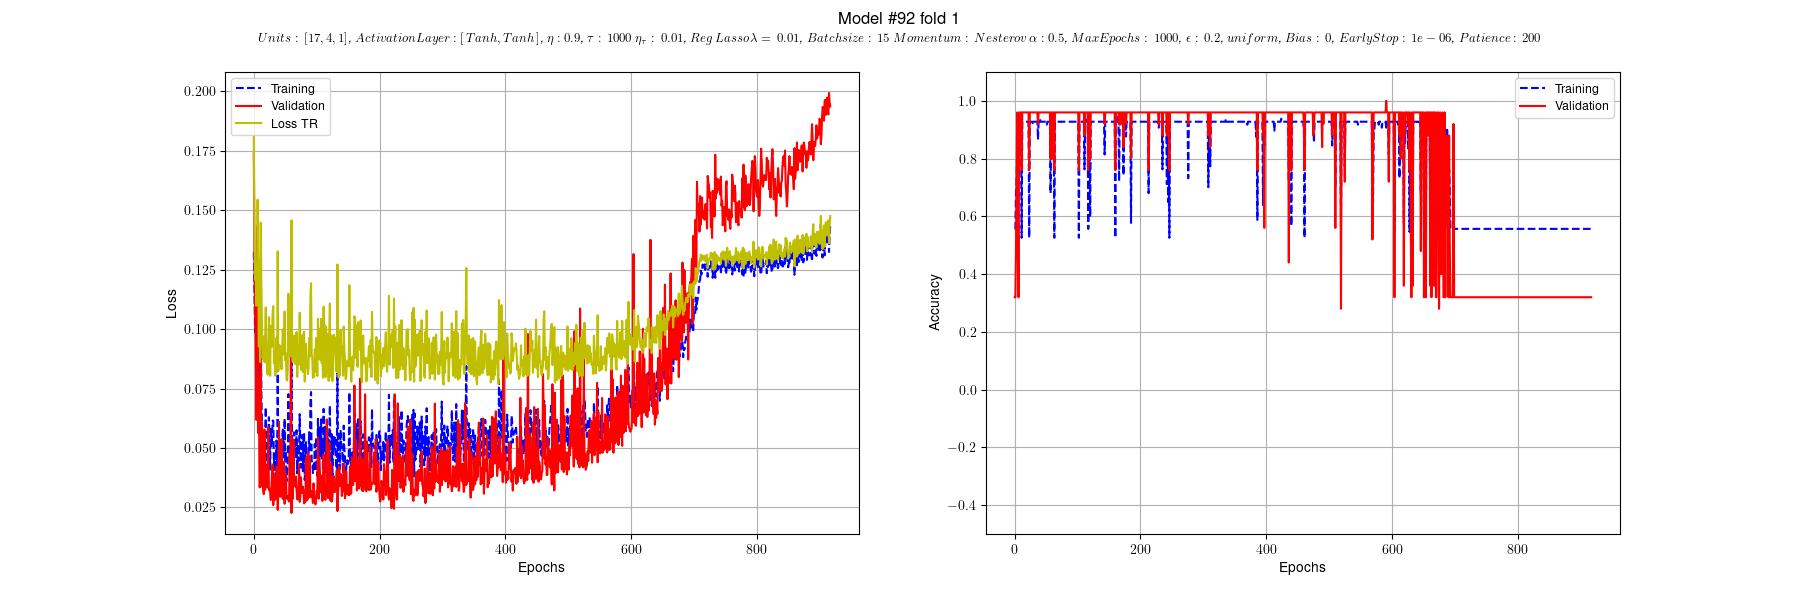 Model #92 fold 1
Units : [17, 4, 1], ActivationLayer : [Tanh, Tanh], η : 0.9, τ : 1000 ητ : 0.01, Reg Lassoλ = 0.01, Batchsize : 15 Momentum : Nesterov α : 0.5, MaxEpochs : 1000, ϵ : 0.2, uniform, Bias : 0, EarlyStop : 1e − 06, Patience : 200
Training
Validation
Loss TR
0.200
0.175
0.150
0.125
0.100
0.075
0.050
0.025
Loss
0 200 400 600 800
Epochs
Training
Validation
1.0
0.8
0.6
0.4
0.2
0.0
−0.2
−0.4
Accuracy
0 200 400 600 800
Epochs